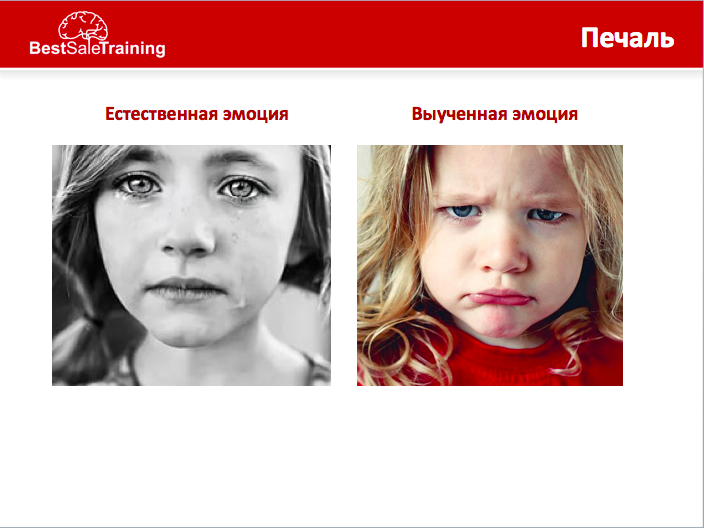 BestSaleTraining
Печаль
Естественная эмоция
Выученная эмоция